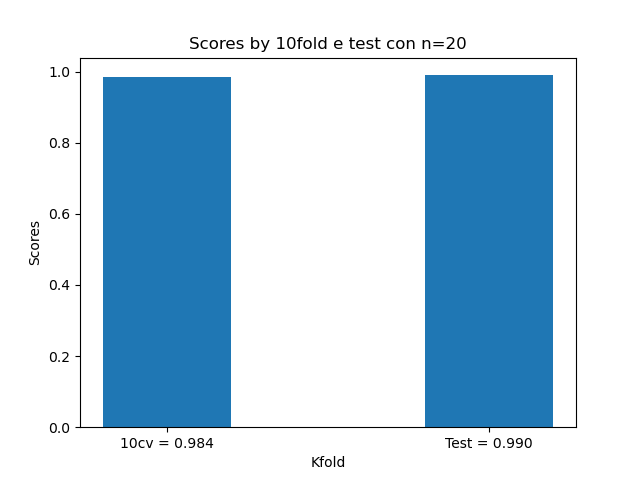 Scores by 10fold e test con n=20
1.0
0.8
0.6
0.4
0.2
0.0
Scores
10cv = 0.984
Test = 0.990
Kfold